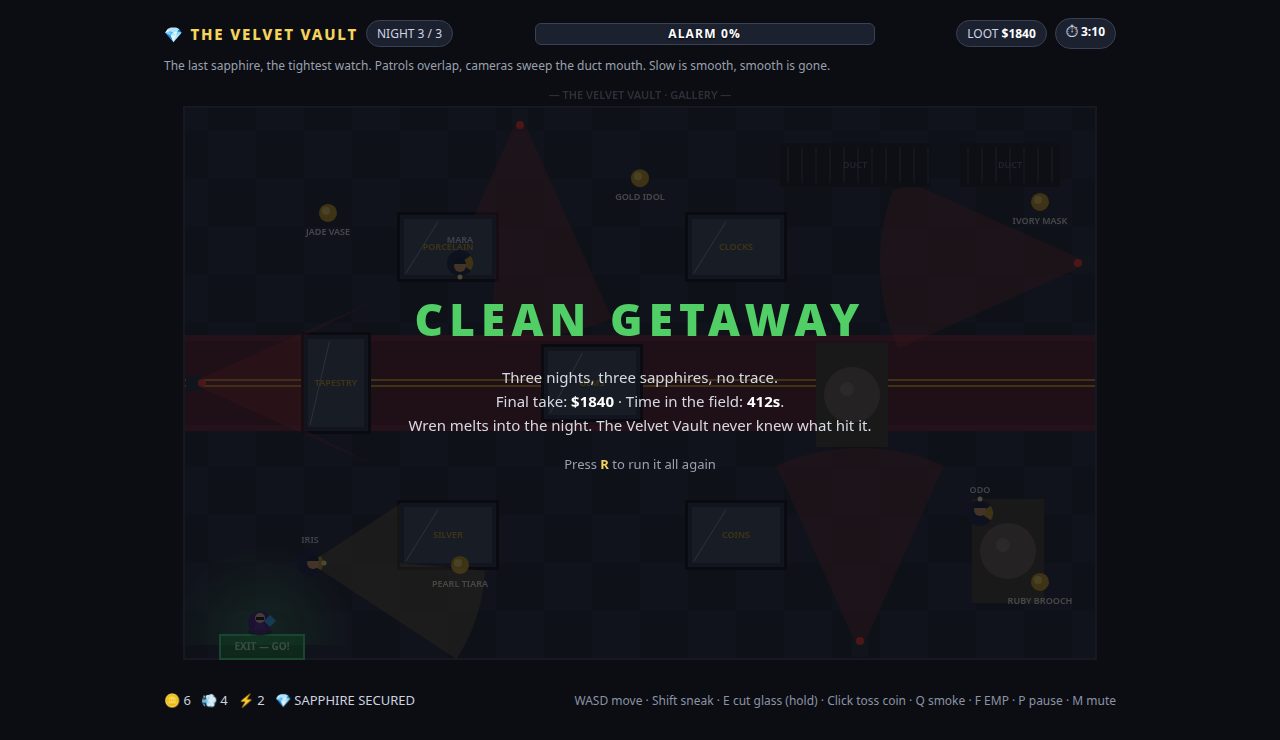 THE VELVET VAULT
NIGHT 3 / 3
ALARM 0%
LOOT $1840
3:10
The last sapphire, the tightest watch. Patrols overlap, cameras sweep the duct mouth. Slow is smooth, smooth is gone.
— THE VELVET VAULT · GALLERY —
DUCT
DUCT
GOLD IDOL
JADE VASE
IVORY MASK
MARA
PORCELAIN
CLOCKS
CLEAN GETAWAY
TAPESTRY
Three nights, three sapphires, no trace.
Final take: $1840 · Time in the field: 412s.
Wren melts into the night. The Velvet Vault never knew what hit it.
Press R to run it all again
ODO
IRIS
SILVER
COINS
PEARL TIARA
RUBY BROOCH
EXIT — GO!
6 4 2 SAPPHIRE SECURED
WASD move · Shift sneak · E cut glass (hold) · Click toss coin · Q smoke · F EMP · P pause · M mute